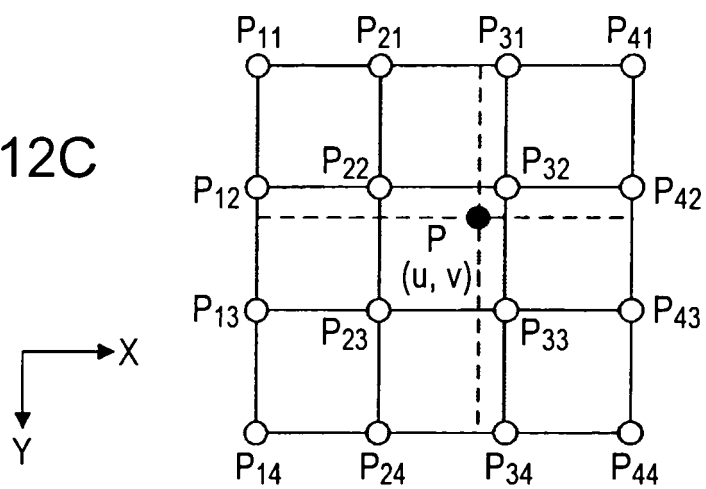 P11 P21 P31 P41
12C
P22 P32
P12 P42
P
(u, v)
P13 P43
P23 P33
X
Y
P14 P24 P34 P44